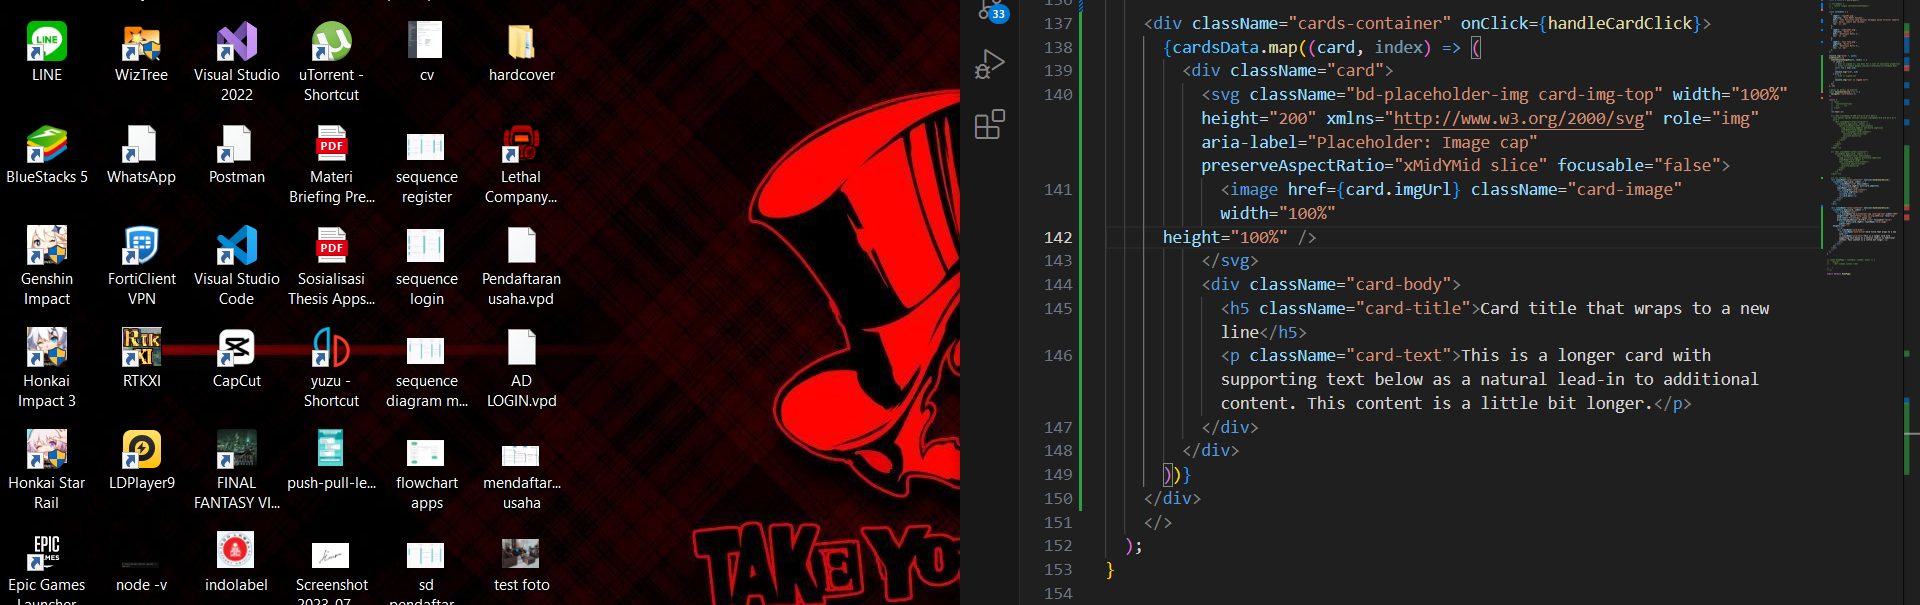 LINE
WizTree
Visual Studio
2022
uTorrent -
Shortcut
cv
hardcover
BlueStacks 5
WhatsApp
Postman
PDF
Materi
Briefing Pre...
sequence
register
Lethal
Company...
Genshin
Impact
FortiClient
VPN
Visual Studio
Code
PDF
Sosialisasi
Thesis Apps...
sequence
login
Pendaftaran
usaha.vpd
Honkai
Impact 3
Rtk
XI
RTKXI
CapCut
yuzu -
Shortcut
sequence
diagram m...
AD
LOGIN.vpd
Honkai Star
Rail
LDPlayer9
FINAL
FANTASY VI...
push-pull-le...
flowchart
apps
mendaftar...
usaha
EPIC
GAMES
Epic Games
Launcher
node -v
indolabel
Screenshot
2023-07...
sd
pendaftar...
test foto
TAKE YO
33
136
137 <div className="cards-container" onClick={handleCardClick}>
138 {cardsData.map((card, index) => (
139 <div className="card">
140 <svg className="bd-placeholder-img card-img-top" width="100%"
height="200" xmlns="http://www.w3.org/2000/svg" role="img"
aria-label="Placeholder: Image cap"
preserveAspectRatio="xMidYMid slice" focusable="false">
141 <image href={card.imgUrl} className="card-image"
width="100%"
142 height="100%" />
143 </svg>
144 <div className="card-body">
145 <h5 className="card-title">Card title that wraps to a new
line</h5>
146 <p className="card-text">This is a longer card with
supporting text below as a natural lead-in to additional
content. This content is a little bit longer.</p>
147 </div>
148 </div>
149 ))}
150 </div>
151 </>
152 );
153 }
154